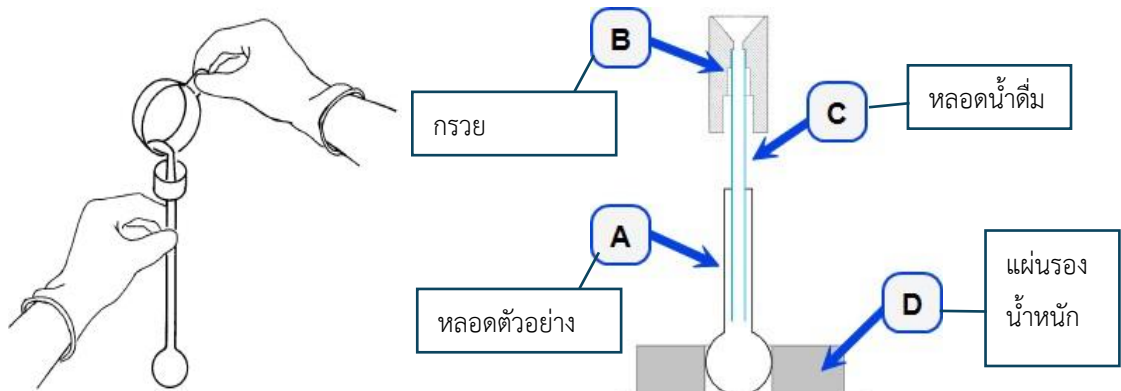 B
กรวย
C
หลอดน้ำดื่ม
A
หลอดตัวอย่าง
D
แผ่นรอง
น้ำหนัก